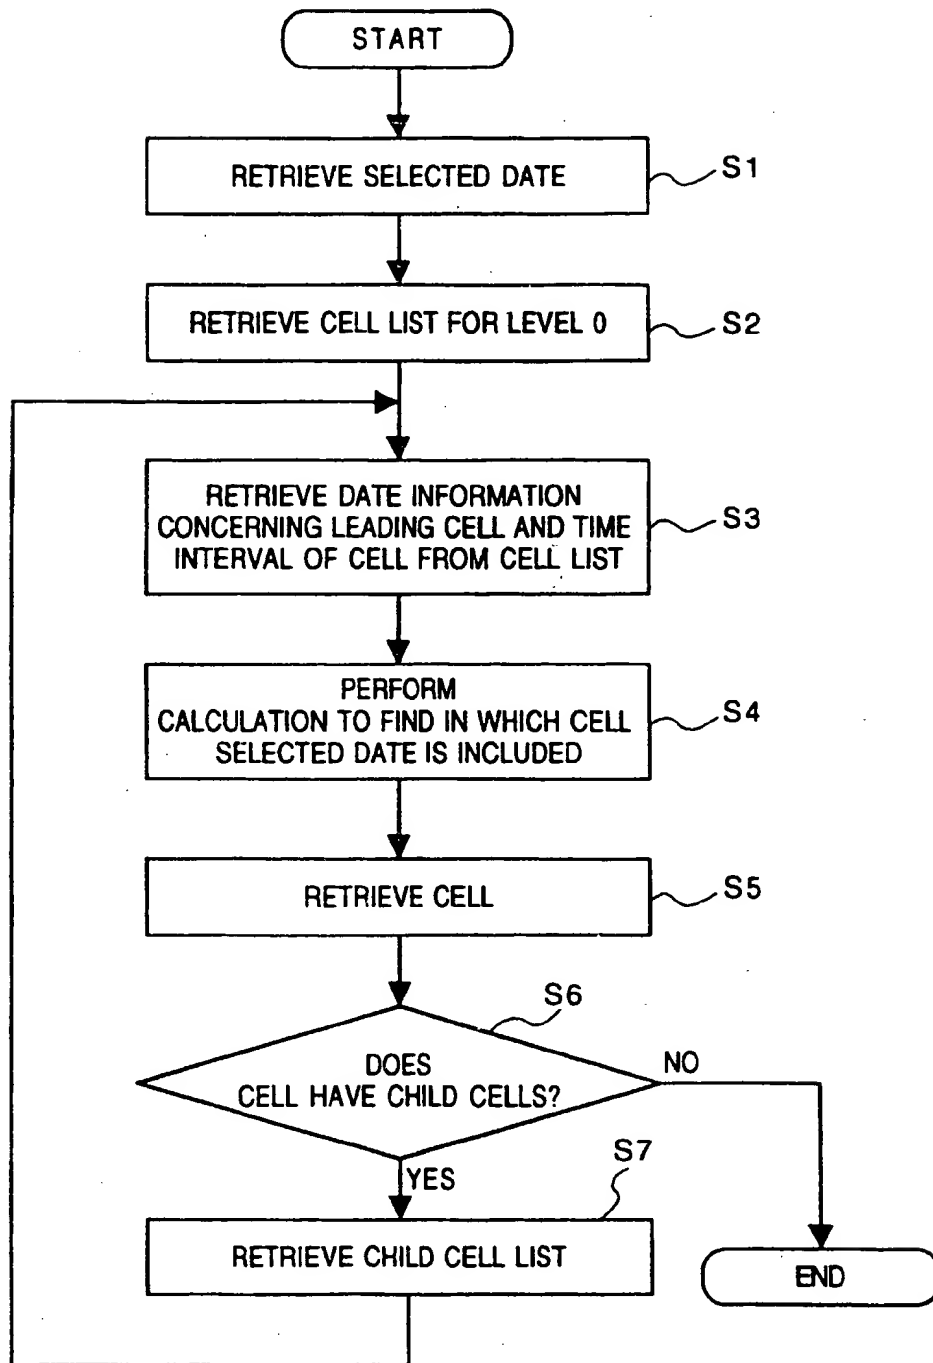 START
RETRIEVE SELECTED DATE
S1
RETRIEVE CELL LIST FOR LEVEL 0
S2
RETRIEVE DATE INFORMATION
CONCERNING LEADING CELL AND TIME
INTERVAL OF CELL FROM CELL LIST
S3
PERFORM
CALCULATION TO FIND IN WHICH CELL
SELECTED DATE IS INCLUDED
S4
RETRIEVE CELL
S5
S6
DOES
CELL HAVE CHILD CELLS?
NO
YES
S7
RETRIEVE CHILD CELL LIST
END